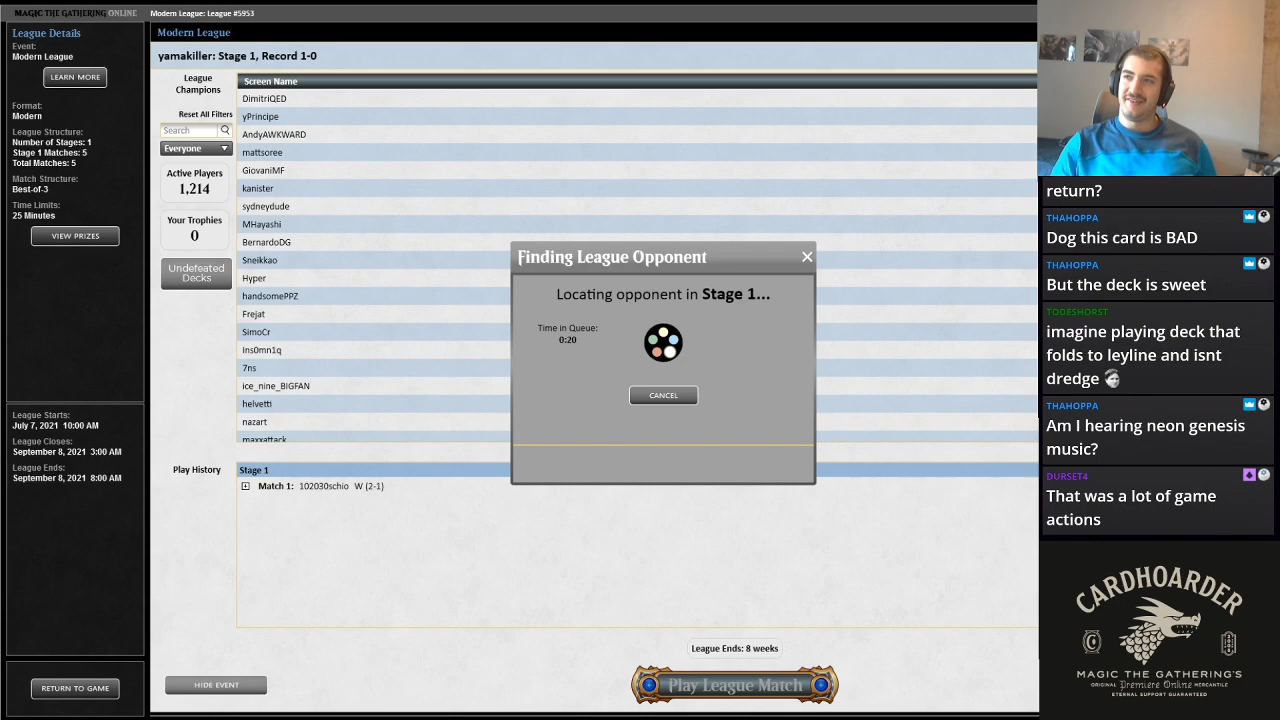 MAGIC THE GATHERING ONLINE
Modern League: League #5953
League Details
Event:
Modern League
LEARN MORE
Format:
Modern
League Structure:
Number of Stages: 1
Stage 1 Matches: 5
Total Matches: 5
Match Structure:
Best-of-3
Time Limits:
25 Minutes
VIEW PRIZES
League Starts:
July 7, 2021 10:00 AM
League Closes:
September 8, 2021 3:00 AM
League Ends:
September 8, 2021 8:00 AM
RETURN TO GAME
Modern League
yamakiller: Stage 1, Record 1-0
League
Champions
Reset All Filters
Search
Everyone
Active Players
1,214
Your Trophies
0
Undefeated
Decks
Screen Name
DimitriQED
yPrincipe
AndyAWKWARD
mattsoree
GiovaniMF
kanister
sydneydude
MHayashi
BernardoDG
Sneikkao
Hyper
handsomePPZ
Frejat
SimoCr
Ins0mn1q
7ns
ice_nine_BIGFAN
helvetti
nazart
maxxattack
Finding League Opponent
Locating opponent in Stage 1...
Time in Queue:
0:20
CANCEL
Play History
Stage 1
Match 1: 102030schio W (2-1)
League Ends: 8 weeks
HIDE EVENT
Play League Match
return?
THAHOPPA
Dog this card is BAD
THAHOPPA
But the deck is sweet
TODESHORST
imagine playing deck that
folds to leyline and isnt
dredge
THAHOPPA
Am I hearing neon genesis
music?
DURSET4
That was a lot of game
actions
CARDHOARDER
MAGIC THE GATHERING'S
ORIGINAL Premiere Online MERCANTILE
ETERNAL SUPPORT GUARANTEED